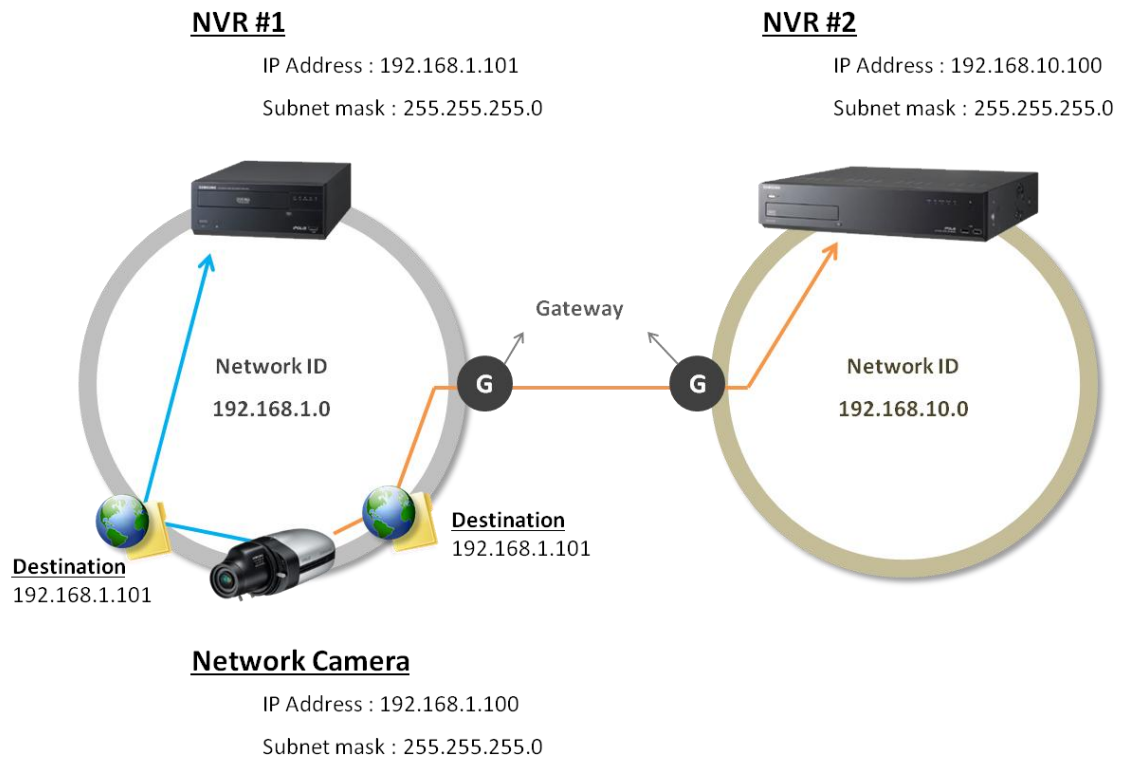 NVR #1
IP Address : 192.168.1.101
Subnet mask : 255.255.255.0
NVR #2
IP Address : 192.168.10.100
Subnet mask : 255.255.255.0
SAMSUNG
SAMSUNG
Gateway
G
G
Network ID
192.168.1.0
Network ID
192.168.10.0
Destination
192.168.1.101
Destination
192.168.1.101
Network Camera
IP Address : 192.168.1.100
Subnet mask : 255.255.255.0